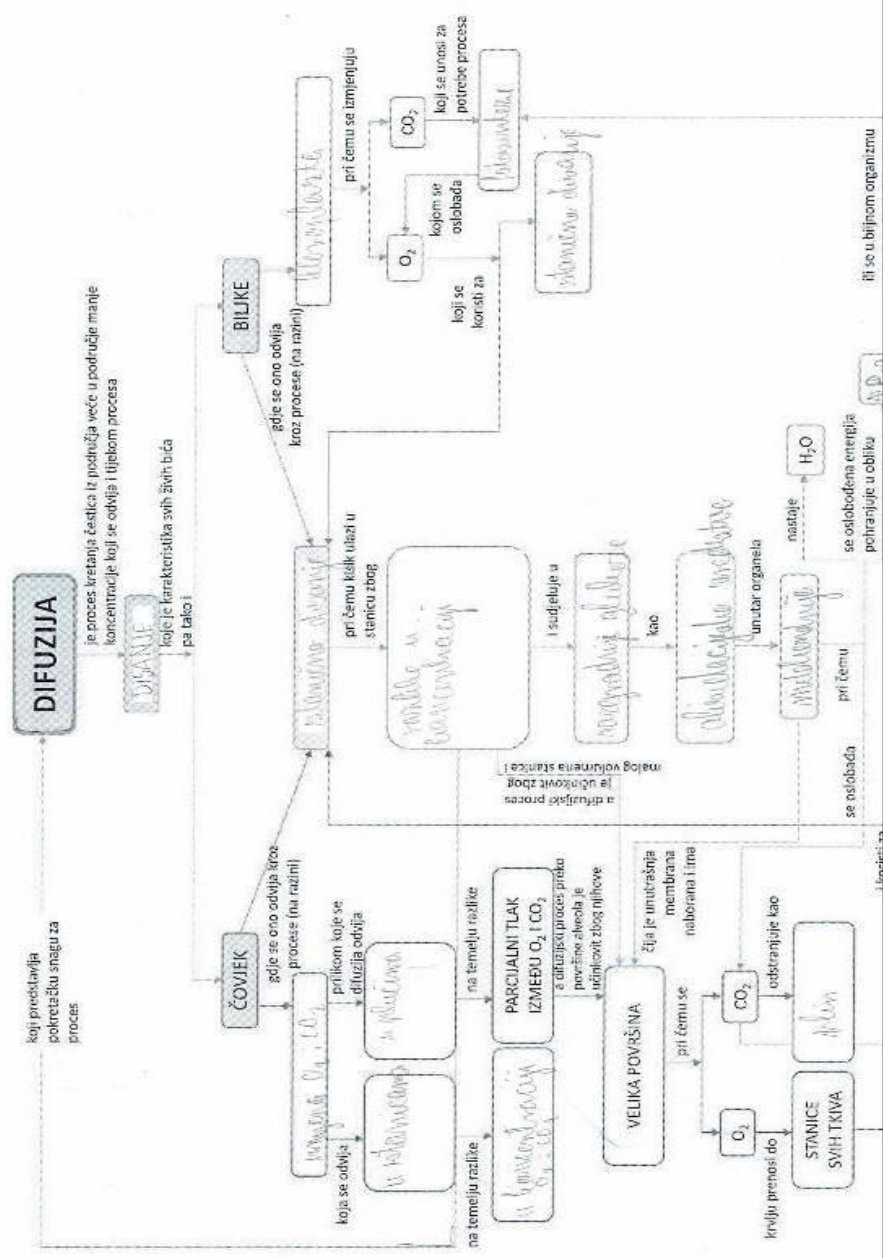 DIFUZIJA
koji predstavlja
pokretačku snagu za
proces
je proces kretanja čestica iz područja veće u područje manje
koncentracije koji se odvija i tijekom procesa
DISANJE
koje je karakteristika svih živih bića
pa tako i
ČOVJEK
BILJKE
gdje se ono odvija kroz
procese (na razini)
gdje se ono odvija
kroz procese (na razini)
izmjena O₂ i CO₂
koja se odvija
prilikom koje se
difuzija odvija
u stanicama
u plućima
na temelju razlike
na temelju razlike
u koncentraciji
PARCIJALNI TLAK
IZMEĐU O₂ I CO₂
a difuzijski proces preko
površine alveola je
učinkovit zbog njihove
VELIKA POVRŠINA
pri čemu se
O₂
CO₂
krvlju prenosi do
odstranjuje kao
STANICE
SVIH TKIVA
plin
stanično disanje
pri čemu kisik ulazi u
stanicu zbog
razlike u
koncentraciji
a difuzijski proces
je učinkovit zbog
malog volumena stanice i
i sudjeluje u
razgradnji glukoze
kao
oksidacijsko sredstvo
unutar organela
mitohondrij
čija je unutrašnja
membrana
naborana i ima
nastaje
H₂O
pri čemu
se oslobađa
se oslobođena energija
pohranjuje u obliku
i koristi za
pri čemu se izmjenjuju
O₂
CO₂
koji se unosi za
potrebe procesa
kojom se
oslobađa
fotosinteze
koji se
koristi za
stanično disanje
ili se u biljnom organizmu